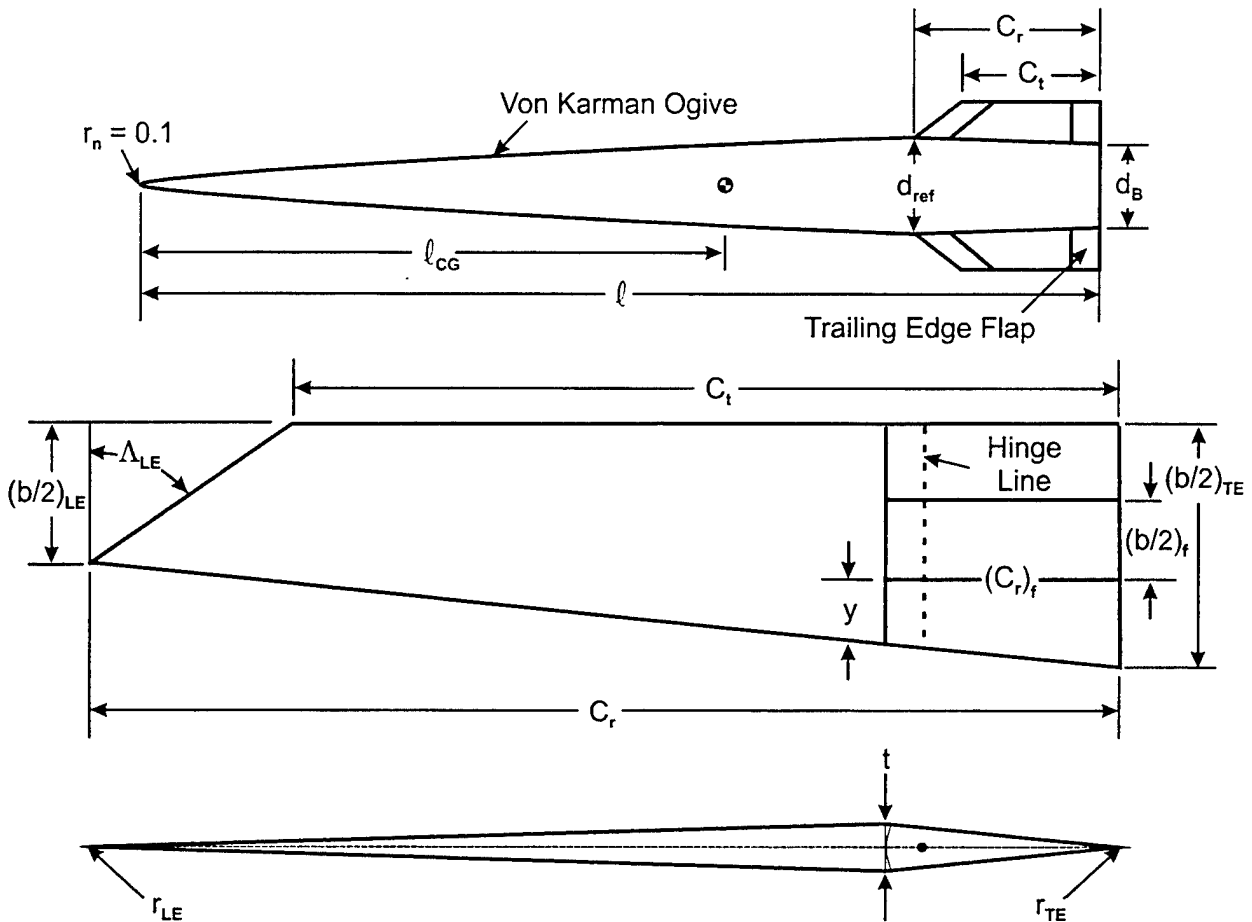 C_r
C_t
Von Karman Ogive
r_n = 0.1
d_ref
d_B
ℓ_CG
ℓ
Trailing Edge Flap
C_t
Λ_LE
(b/2)_LE
Hinge
Line
(b/2)_TE
(b/2)_f
(C_r)_f
y
C_r
t
r_LE
r_TE